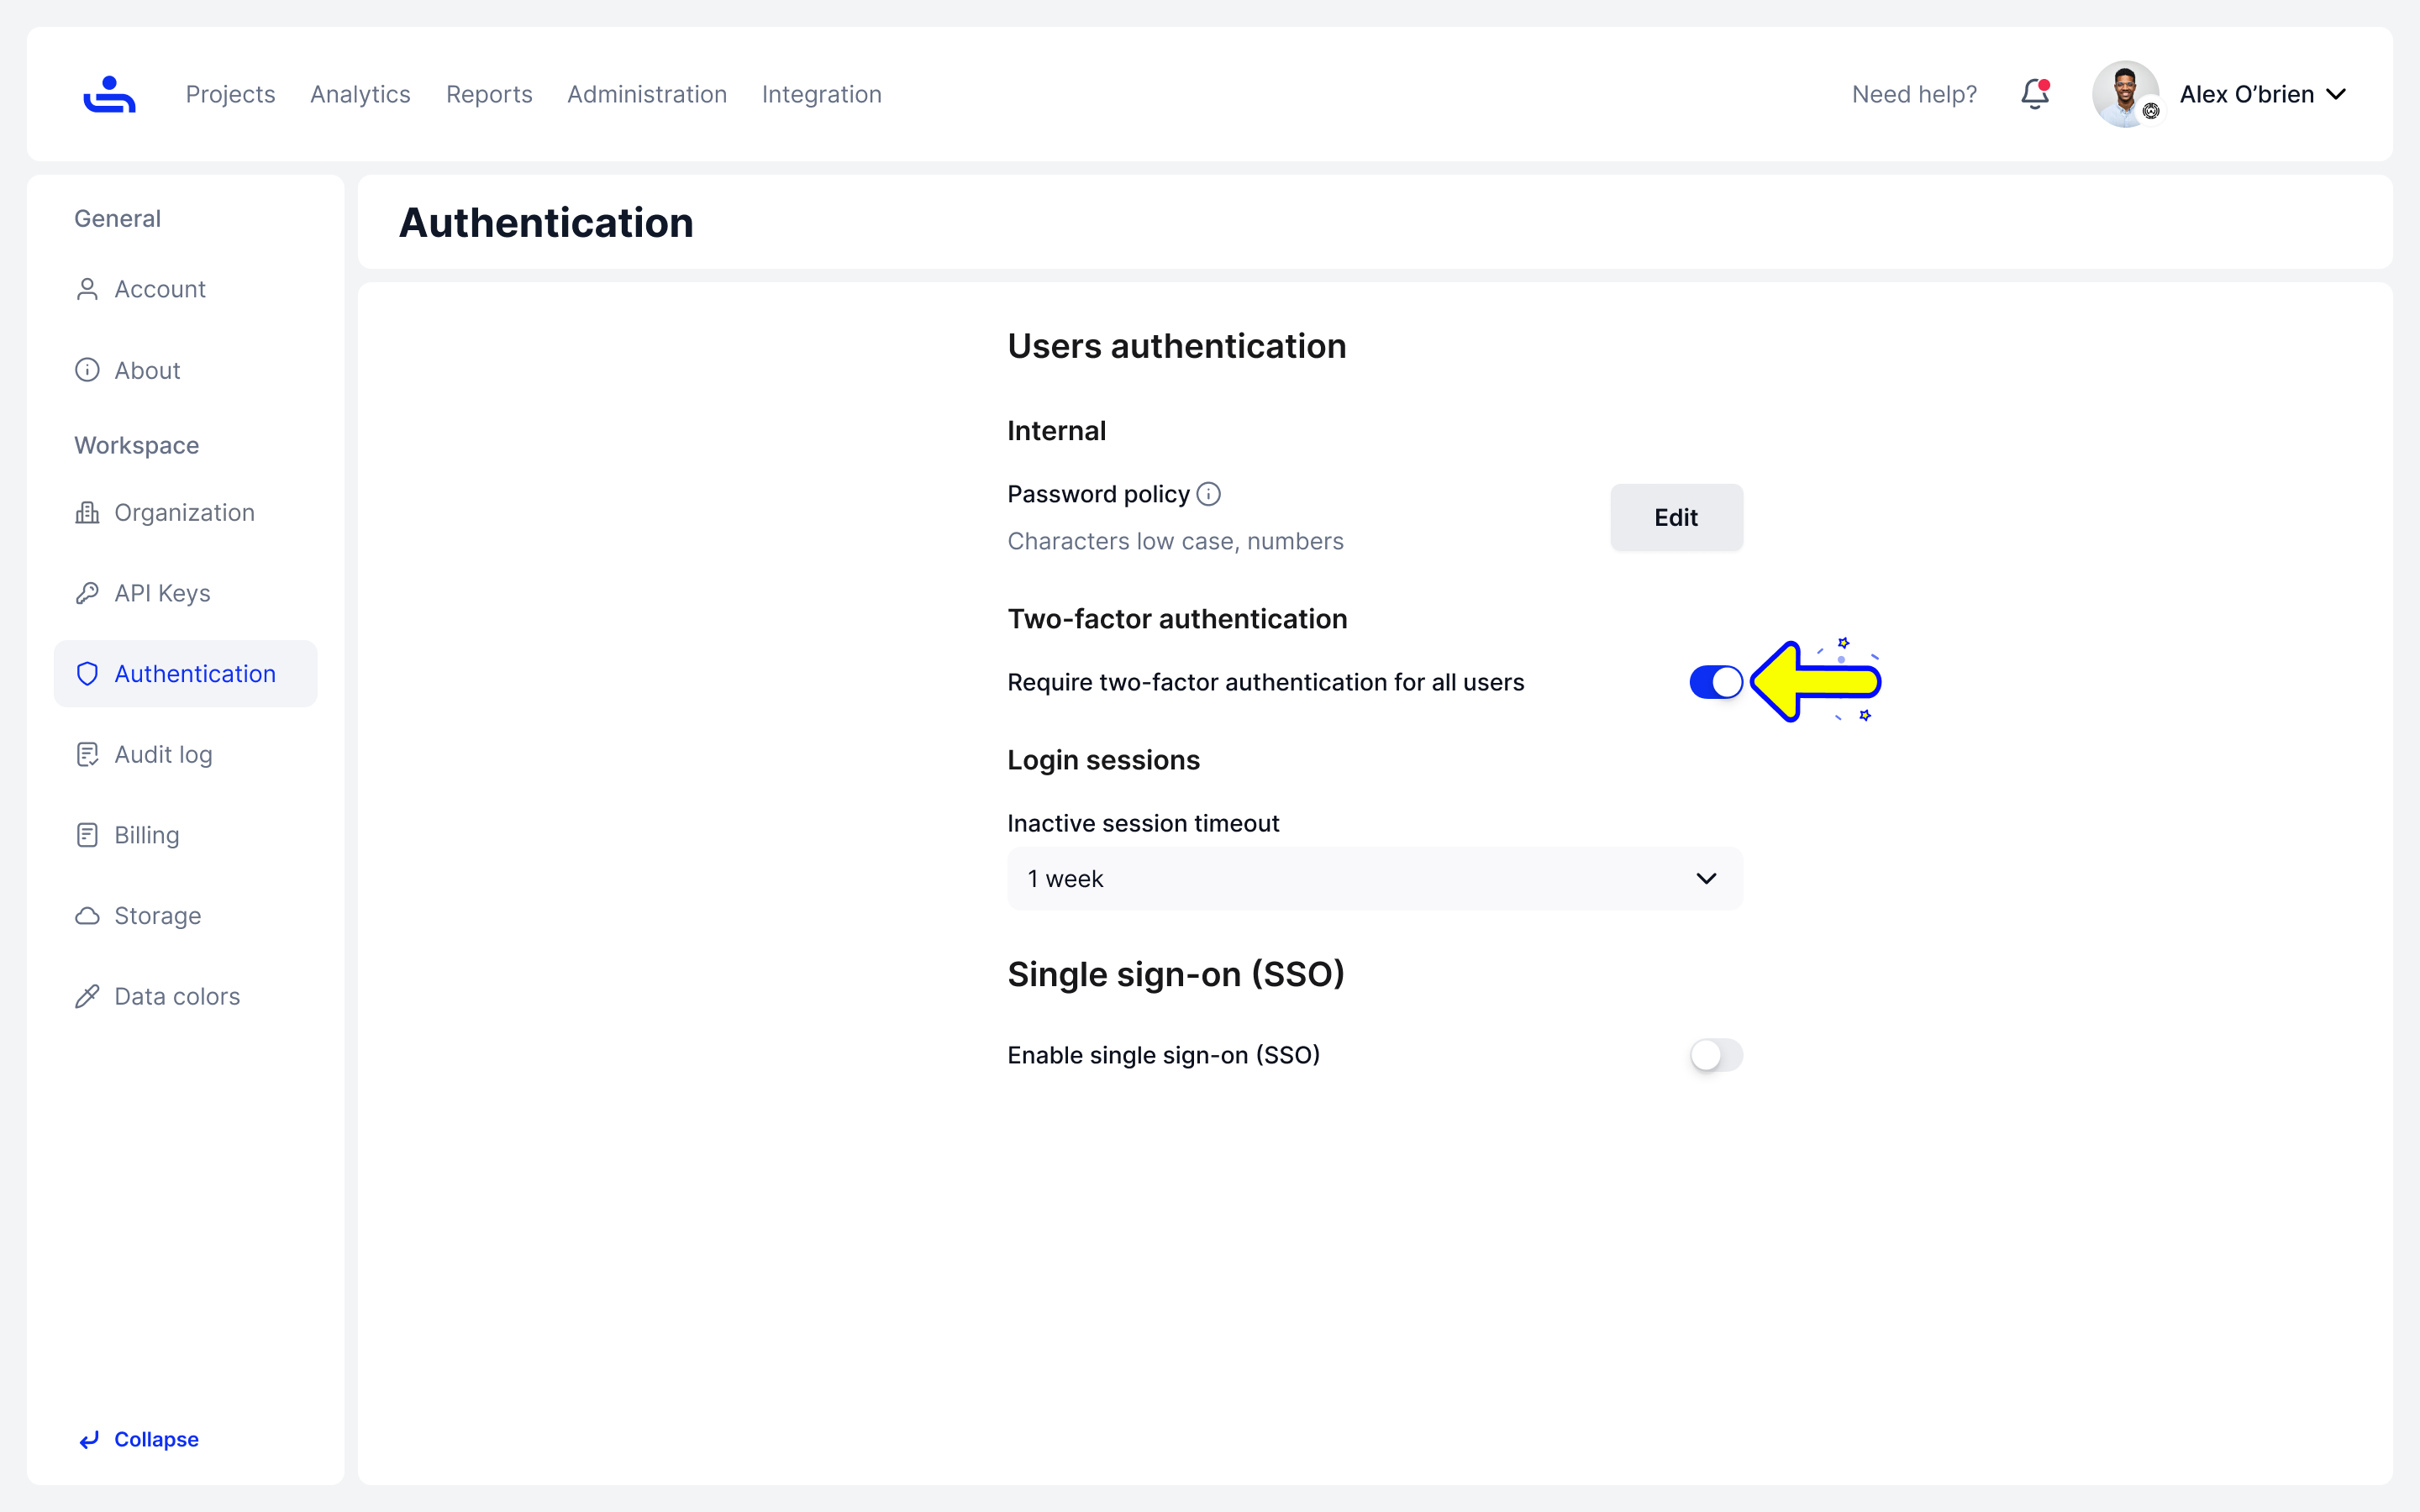 Projects
Analytics
Reports
Administration
Integration
Need help?
Alex O’brien
General
Account
About
Workspace
Organization
API Keys
Authentication
Audit log
Billing
Storage
Data colors
Collapse
Authentication
Users authentication
Internal
Password policy
Characters low case, numbers
Edit
Two-factor authentication
Require two-factor authentication for all users
Login sessions
Inactive session timeout
1 week
Single sign-on (SSO)
Enable single sign-on (SSO)